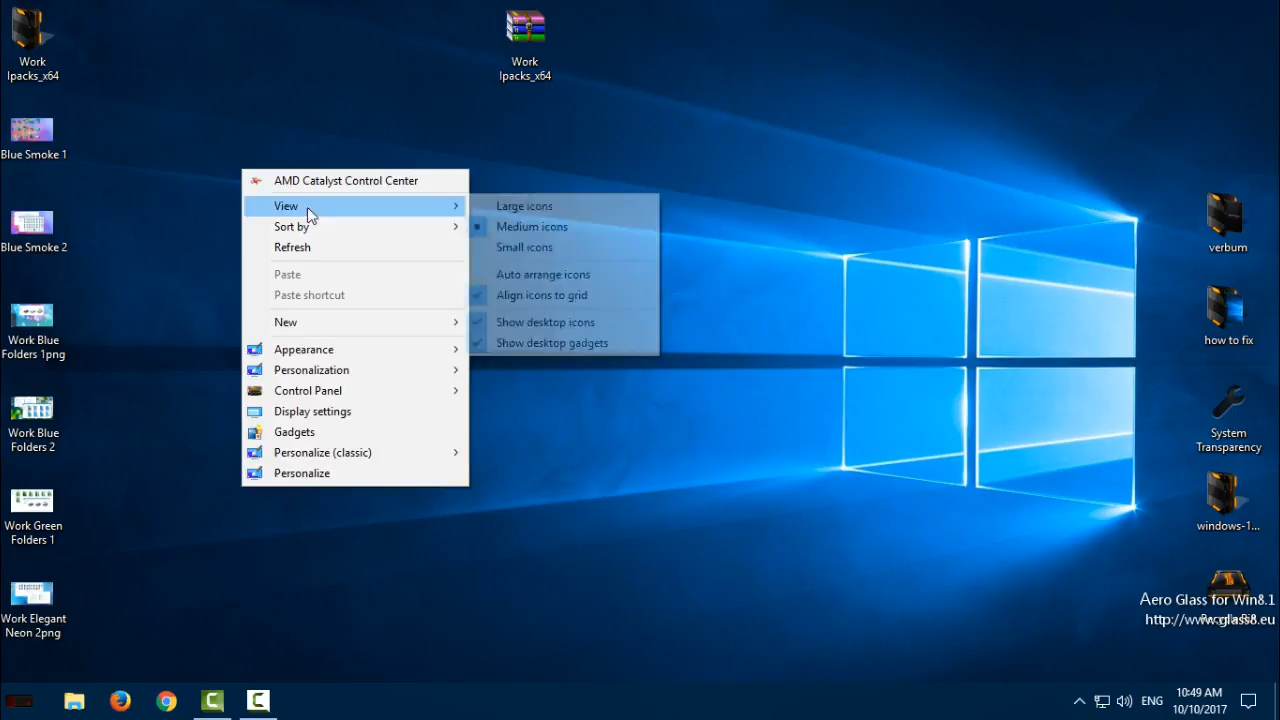 Work
Ipacks_x64
Work
Ipacks_x64
Blue Smoke 1
Blue Smoke 2
Work Blue
Folders 1png
Work Blue
Folders 2
Work Green
Folders 1
Work Elegant
Neon 2png
AMD Catalyst Control Center
View
Sort by
Refresh
Paste
Paste shortcut
New
Appearance
Personalization
Control Panel
Display settings
Gadgets
Personalize (classic)
Personalize
Large icons
Medium icons
Small icons
Auto arrange icons
Align icons to grid
Show desktop icons
Show desktop gadgets
verbum
how to fix
System
Transparency
windows-1...
Aero Glass for Win8.1
http://www.glass8.eu
ENG
10:49 AM
10/10/2017